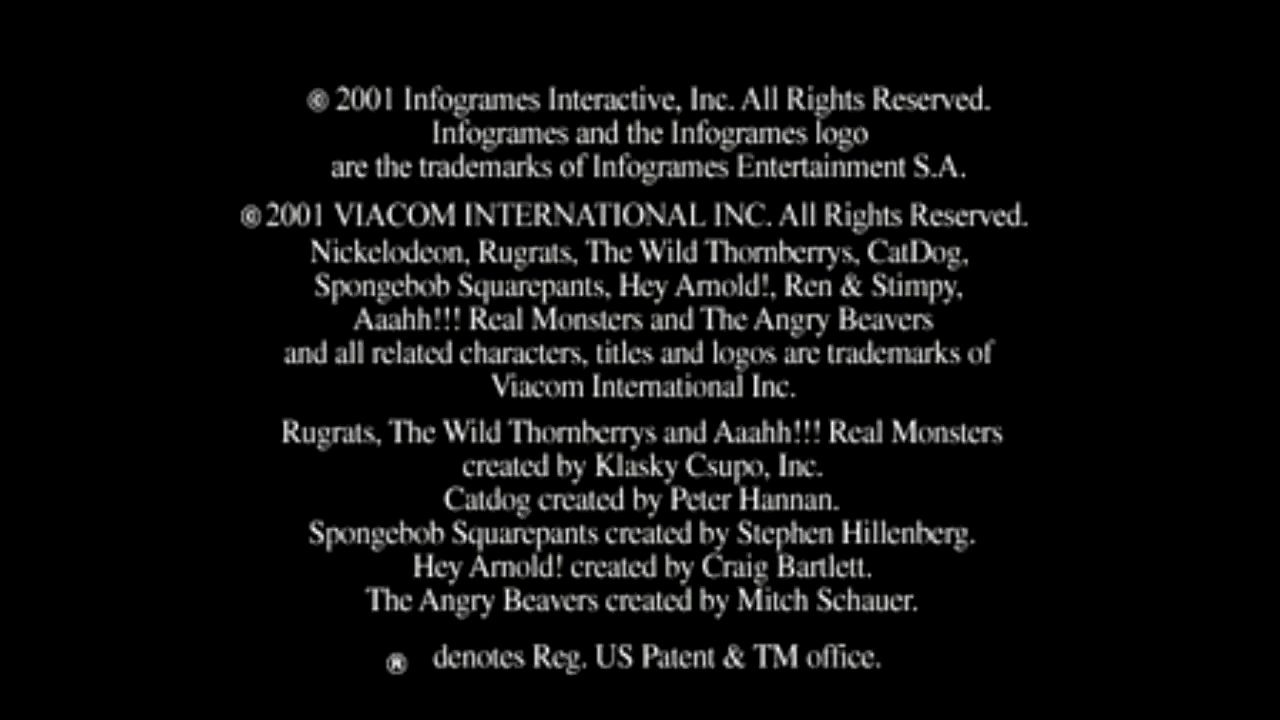 © 2001 Infogrames Interactive, Inc. All Rights Reserved.
Infogrames and the Infogrames logo
are the trademarks of Infogrames Entertainment S.A.
© 2001 VIACOM INTERNATIONAL INC. All Rights Reserved.
Nickelodeon, Rugrats, The Wild Thornberrys, CatDog,
Spongebob Squarepants, Hey Arnold!, Ren & Stimpy,
Aaahh!!! Real Monsters and The Angry Beavers
and all related characters, titles and logos are trademarks of
Viacom International Inc.
Rugrats, The Wild Thornberrys and Aaahh!!! Real Monsters
created by Klasky Csupo, Inc.
Catdog created by Peter Hannan.
Spongebob Squarepants created by Stephen Hillenberg.
Hey Arnold! created by Craig Bartlett.
The Angry Beavers created by Mitch Schauer.
® denotes Reg. US Patent & TM office.